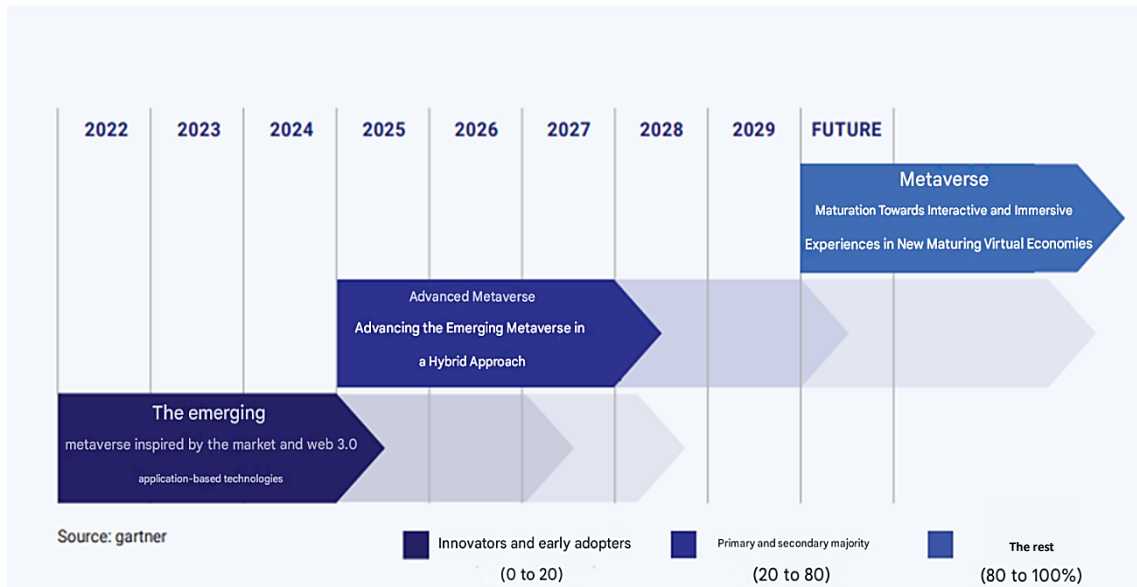 2022 2023 2024 2025 2026 2027 2028 2029 FUTURE
Metaverse
Maturation Towards Interactive and Immersive
Experiences in New Maturing Virtual Economies
Advanced Metaverse
Advancing the Emerging Metaverse in
a Hybrid Approach
The emerging
metaverse inspired by the market and web 3.0
application-based technologies
Source: gartner
Innovators and early adopters
(0 to 20)
Primary and secondary majority
(20 to 80)
The rest
(80 to 100%)